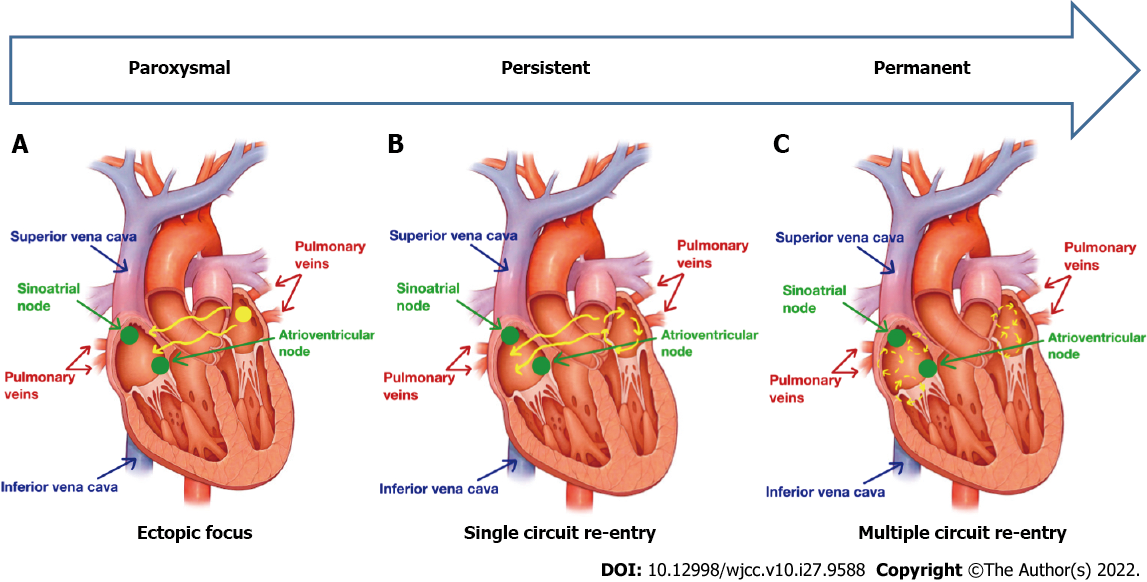 Paroxysmal
Persistent
Permanent
A
Superior vena cava
Pulmonary
veins
Sinoatrial
node
Atrioventricular
node
Pulmonary
veins
Inferior vena cava
Ectopic focus
B
Superior vena cava
Pulmonary
veins
Sinoatrial
node
Atrioventricular
node
Pulmonary
veins
Inferior vena cava
Single circuit re-entry
C
Superior vena cava
Pulmonary
veins
Sinoatrial
node
Atrioventricular
node
Pulmonary
veins
Inferior vena cava
Multiple circuit re-entry
DOI: 10.12998/wjcc.v10.i27.9588 Copyright ©The Author(s) 2022.